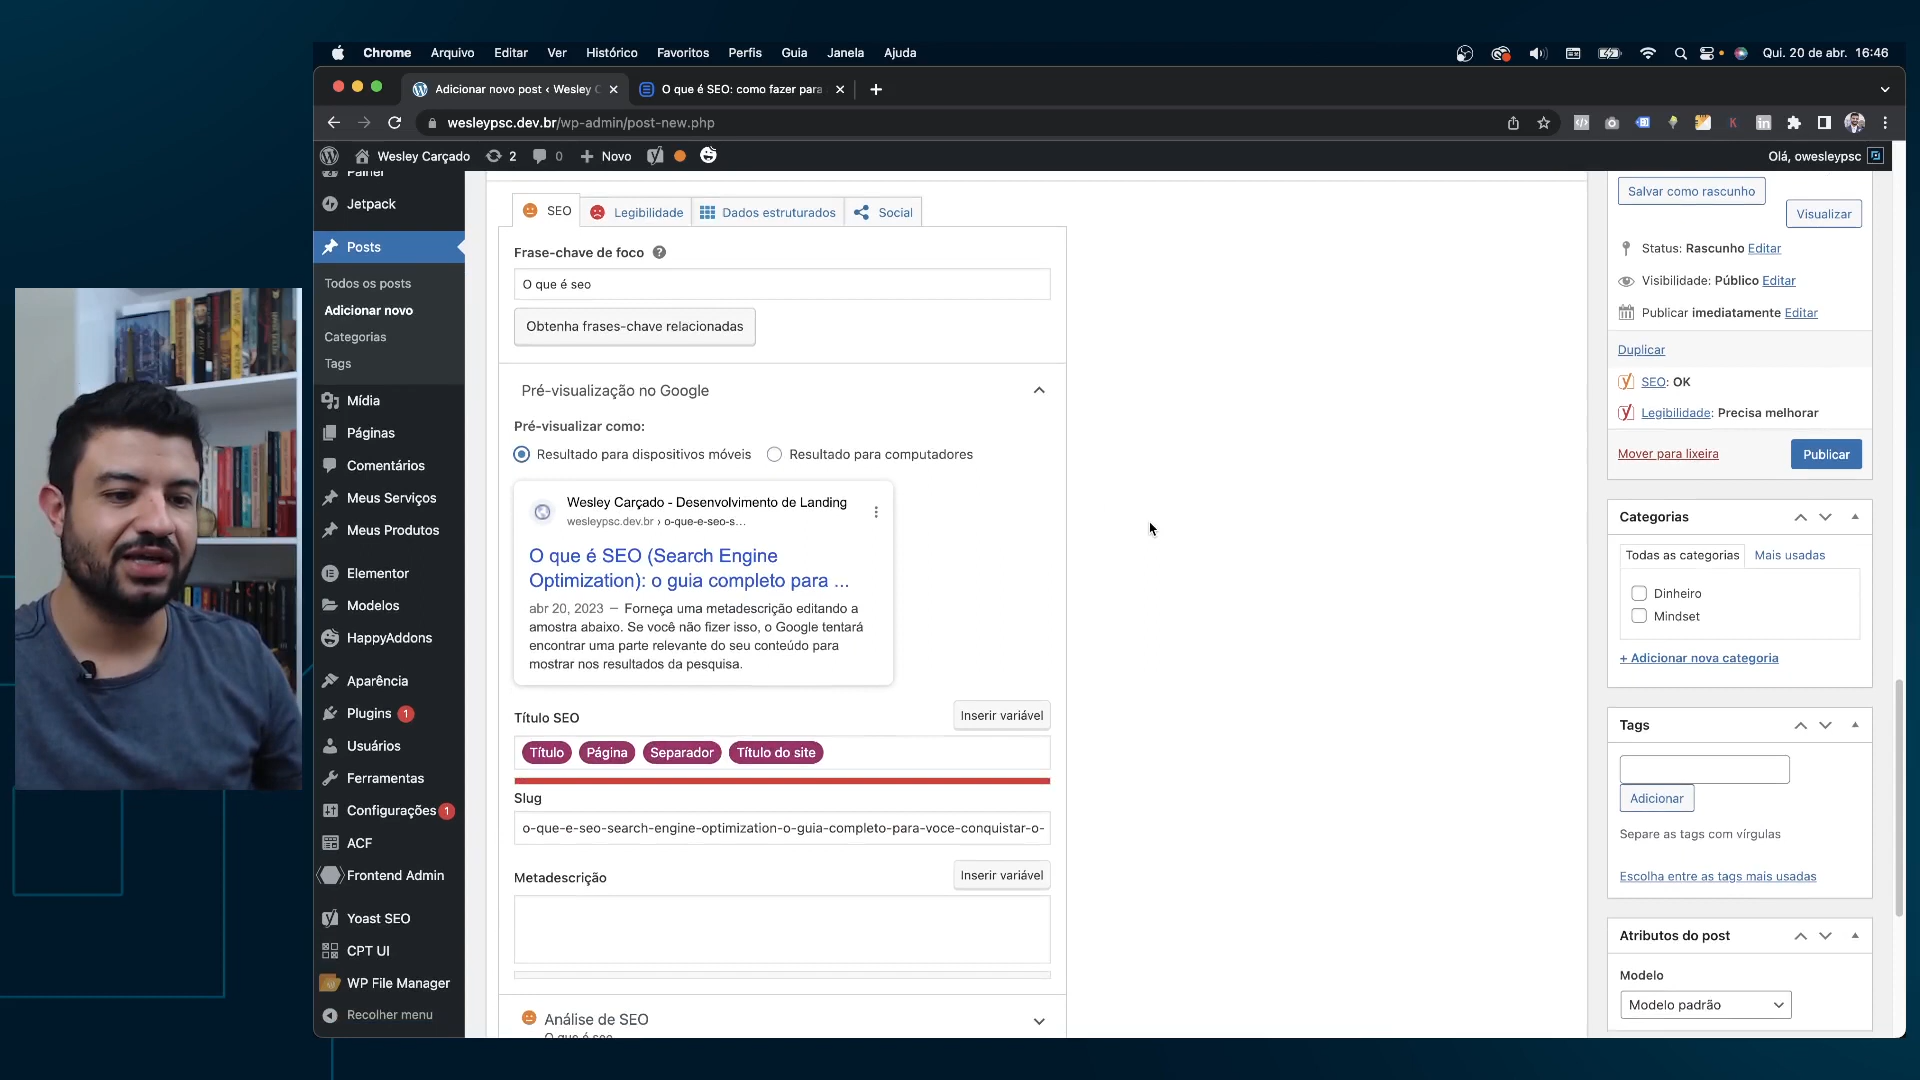 Chrome Arquivo Editar Ver Histórico Favoritos Perfis Guia Janela Ajuda
Qui. 20 de abr. 16:46
Adicionar novo post ‹ Wesley C
O que é SEO: como fazer para
wesleypsc.dev.br/wp-admin/post-new.php
Wesley Carçado 2 0 Novo
Olá, owesleypsc
Painel
Jetpack
Posts
Todos os posts
Adicionar novo
Categorias
Tags
Mídia
Páginas
Comentários
Meus Serviços
Meus Produtos
Elementor
Modelos
HappyAddons
Aparência
Plugins 1
Usuários
Ferramentas
Configurações 1
ACF
Frontend Admin
Yoast SEO
CPT UI
WP File Manager
Recolher menu
SEO Legibilidade Dados estruturados Social
Frase-chave de foco
O que é seo
Obtenha frases-chave relacionadas
Pré-visualização no Google
Pré-visualizar como:
Resultado para dispositivos móveis Resultado para computadores
Wesley Carçado - Desenvolvimento de Landing
wesleypsc.dev.br › o-que-e-seo-s...
O que é SEO (Search Engine
Optimization): o guia completo para ...
abr 20, 2023 － Forneça uma metadescrição editando a
amostra abaixo. Se você não fizer isso, o Google tentará
encontrar uma parte relevante do seu conteúdo para
mostrar nos resultados da pesquisa.
Título SEO
Inserir variável
Título Página Separador Título do site
Slug
o-que-e-seo-search-engine-optimization-o-guia-completo-para-voce-conquistar-o-
Metadescrição
Inserir variável
Análise de SEO
O que é seo
Salvar como rascunho
Visualizar
Status: Rascunho Editar
Visibilidade: Público Editar
Publicar imediatamente Editar
Duplicar
SEO: OK
Legibilidade: Precisa melhorar
Mover para lixeira
Publicar
Categorias
Todas as categorias Mais usadas
Dinheiro
Mindset
+ Adicionar nova categoria
Tags
Adicionar
Separe as tags com vírgulas
Escolha entre as tags mais usadas
Atributos do post
Modelo
Modelo padrão